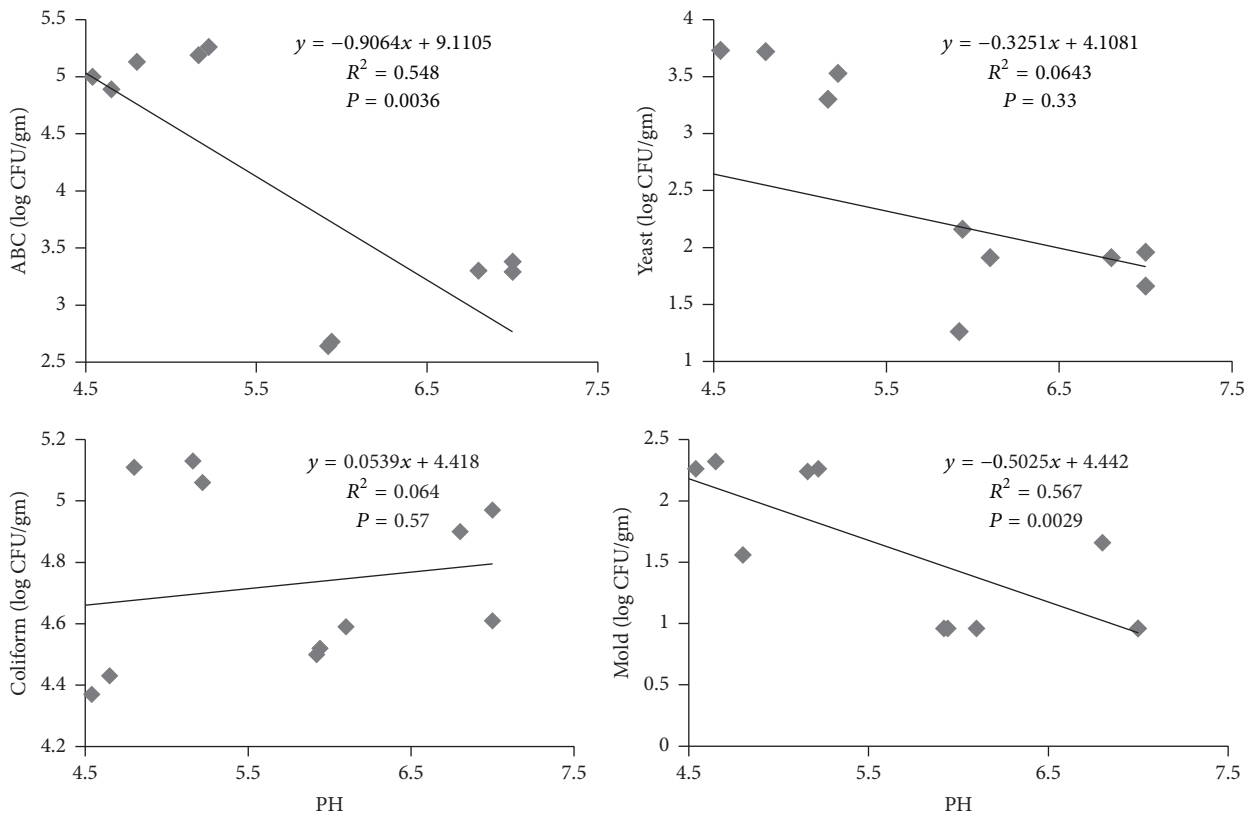 5.5
5
4.5
4
3.5
3
2.5
ABC (log CFU/gm)
y = −0.9064x + 9.1105
R² = 0.548
P = 0.0036
4.5 5.5 6.5 7.5
4
3.5
3
2.5
2
1.5
1
Yeast (log CFU/gm)
y = −0.3251x + 4.1081
R² = 0.0643
P = 0.33
4.5 5.5 6.5 7.5
5.2
5
4.8
4.6
4.4
4.2
Coliform (log CFU/gm)
y = 0.0539x + 4.418
R² = 0.064
P = 0.57
4.5 5.5 6.5 7.5
PH
2.5
2
1.5
1
0.5
0
Mold (log CFU/gm)
y = −0.5025x + 4.442
R² = 0.567
P = 0.0029
4.5 5.5 6.5 7.5
PH